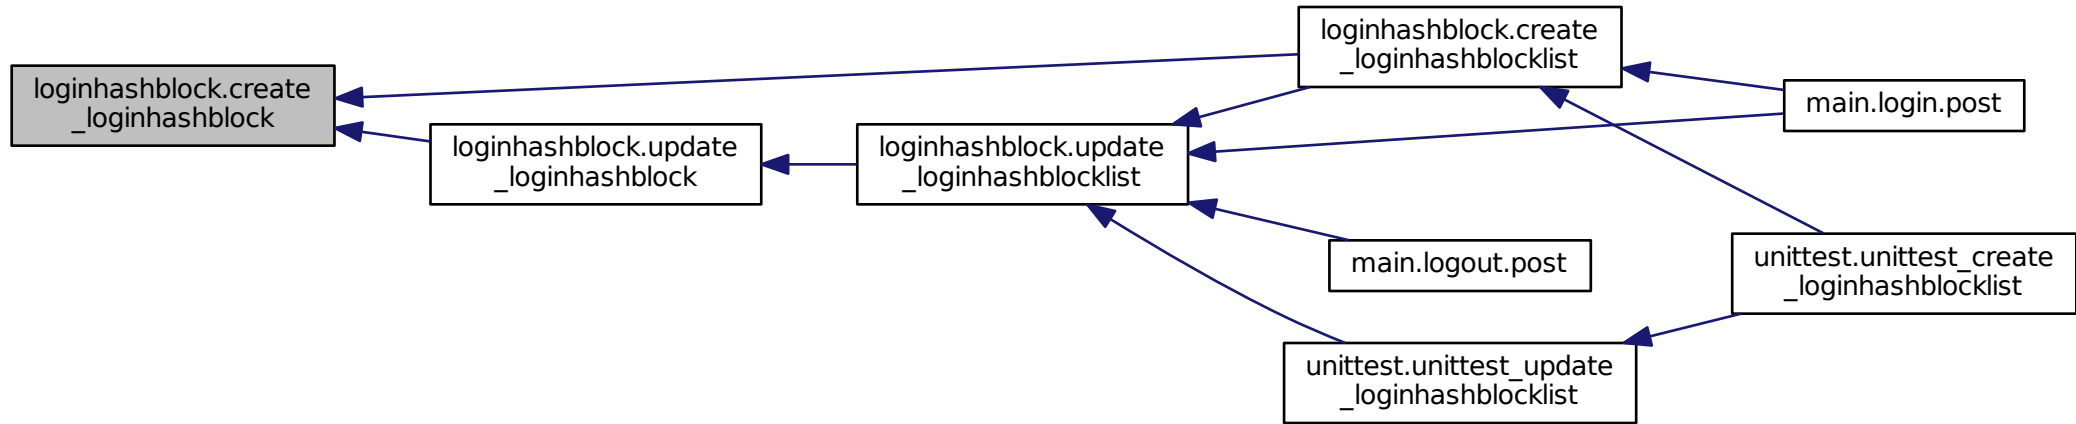 loginhashblock.create
_loginhashblock
loginhashblock.update
_loginhashblock
loginhashblock.update
_loginhashblocklist
loginhashblock.create
_loginhashblocklist
main.login.post
main.logout.post
unittest.unittest_create
_loginhashblocklist
unittest.unittest_update
_loginhashblocklist